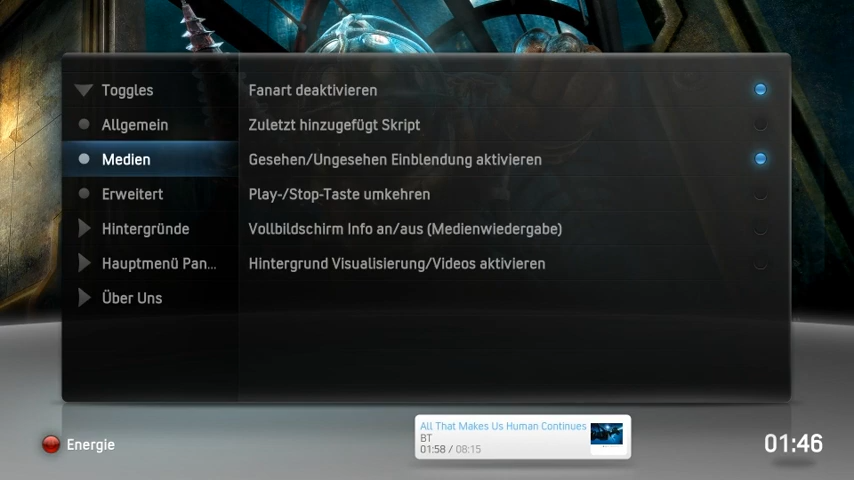 Toggles
Allgemein
Medien
Erweitert
Hintergründe
Hauptmenü Pan...
Über Uns
Fanart deaktivieren
Zuletzt hinzugefügt Skript
Gesehen/Ungesehen Einblendung aktivieren
Play-/Stop-Taste umkehren
Vollbildschirm Info an/aus (Medienwiedergabe)
Hintergrund Visualisierung/Videos aktivieren
Energie
All That Makes Us Human Continues
BT
01:58 / 08:15
01:46